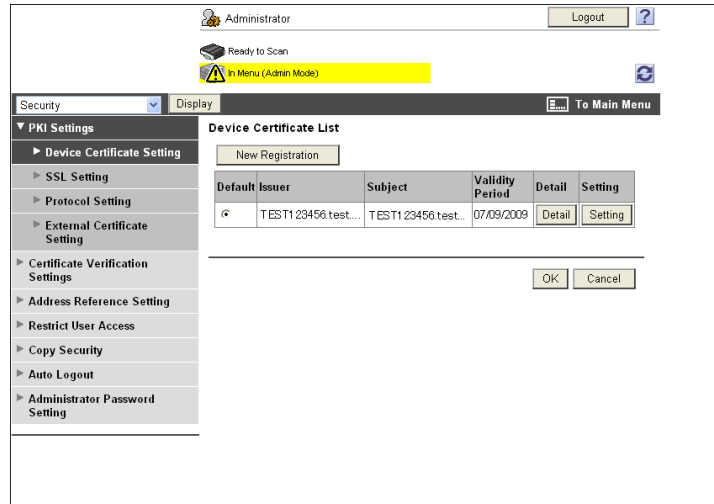 Administrator
Logout
?
Ready to Scan
In Menu (Admin Mode)
Security
Display
To Main Menu
PKI Settings
Device Certificate Setting
SSL Setting
Protocol Setting
External Certificate
Setting
Certificate Verification
Settings
Address Reference Setting
Restrict User Access
Copy Security
Auto Logout
Administrator Password
Setting
Device Certificate List
New Registration
Default Issuer Subject Validity Period Detail Setting
TEST123456.test.... TEST123456.test... 07/09/2009 Detail Setting
OK Cancel